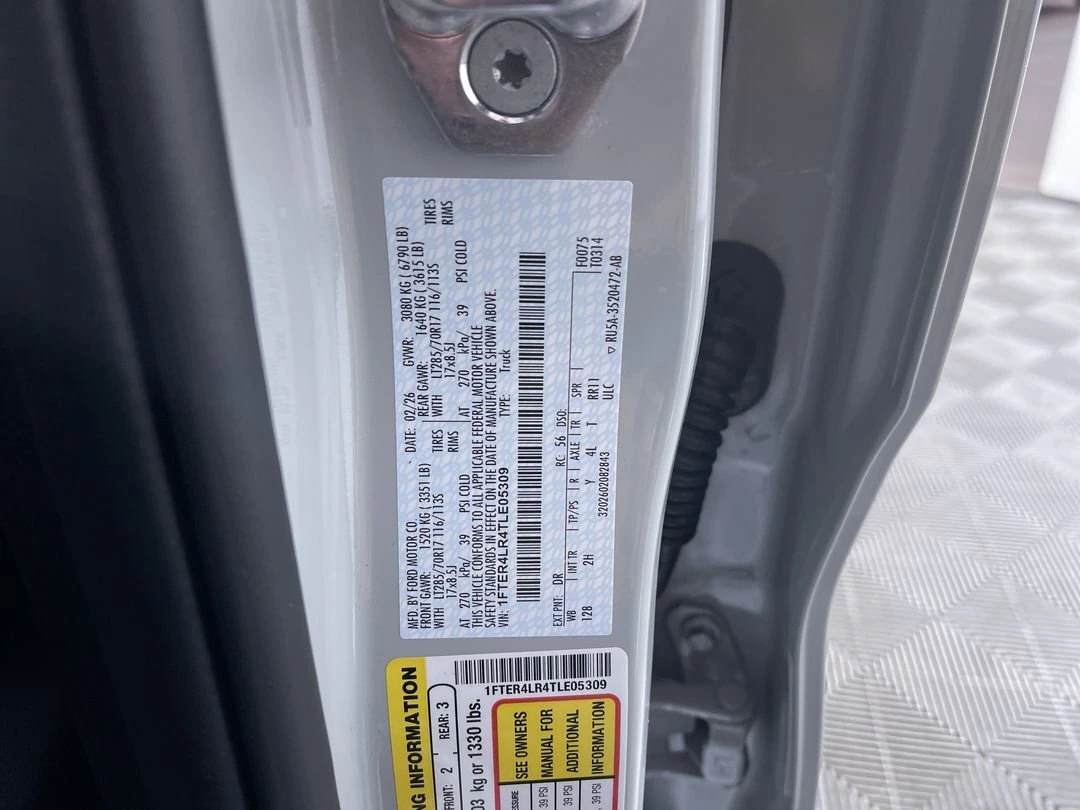 MFD. BY FORD MOTOR CO.
DATE: 02/26 GVWR: 3080 KG ( 6790 LB)
FRONT GAWR: 1520 KG ( 3351 LB) REAR GAWR: 1640 KG ( 3615 LB)
WITH LT285/70R17 116/113S TIRES WITH LT285/70R17 116/113S TIRES
17x8.5J RIMS 17x8.5J RIMS
AT 270 kPa/ 39 PSI COLD AT 270 kPa/ 39 PSI COLD
THIS VEHICLE CONFORMS TO ALL APPLICABLE FEDERAL MOTOR VEHICLE
SAFETY STANDARDS IN EFFECT ON THE DATE OF MANUFACTURE SHOWN ABOVE.
VIN: 1FTER4LR4TLE05309 TYPE: Truck
EXT PNT: DR RC: 56 DSO: F0075
WB INT TR TP/PS R AXLE TR SPR T0314
128 2H Y 4L T RR11
ULC
3202602082843 RU5A-3520472-AB
1FTER4LR4TLE05309
NG INFORMATION
FRONT: 2 REAR: 3
03 kg or 1330 lbs.
SEE OWNERS
MANUAL FOR
ADDITIONAL
INFORMATION
39 PSI
39 PSI
39 PSI